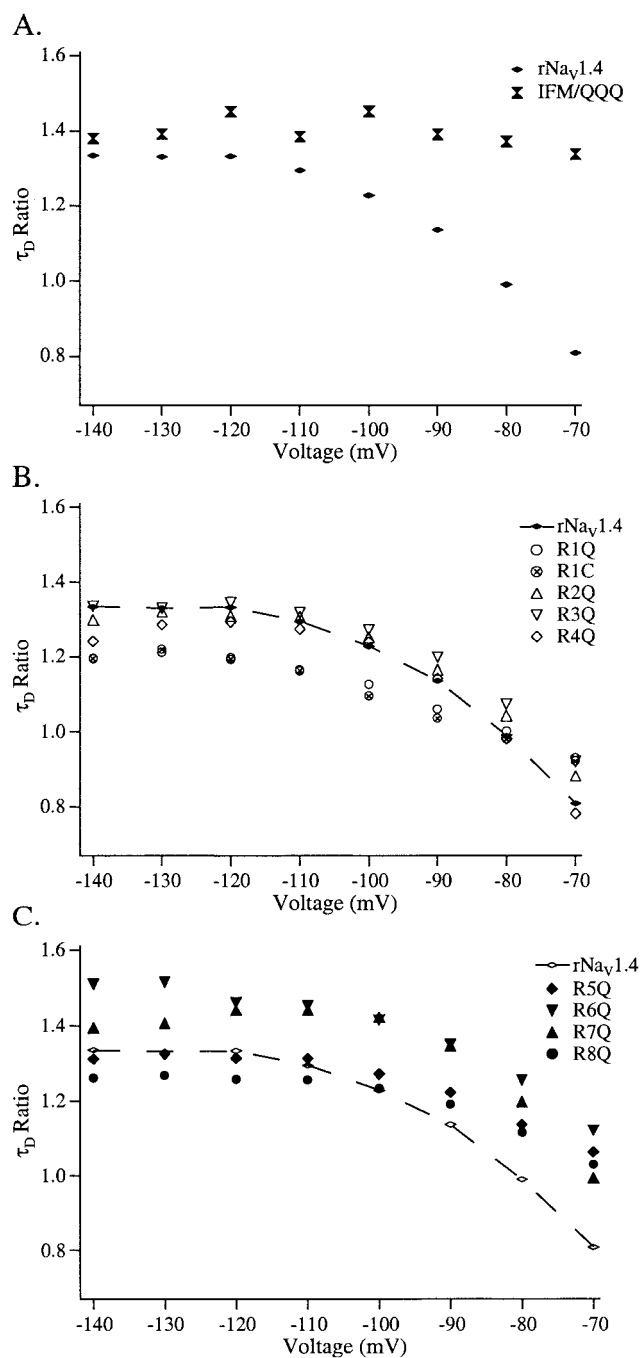 A.
1.6
1.4
1.2
1.0
0.8
τD Ratio
rNaV1.4
IFM/QQQ
-140 -130 -120 -110 -100 -90 -80 -70
Voltage (mV)
B.
1.6
1.4
1.2
1.0
0.8
τD Ratio
rNaV1.4
R1Q
R1C
R2Q
R3Q
R4Q
-140 -130 -120 -110 -100 -90 -80 -70
Voltage (mV)
C.
1.6
1.4
1.2
1.0
0.8
τD Ratio
rNaV1.4
R5Q
R6Q
R7Q
R8Q
-140 -130 -120 -110 -100 -90 -80 -70
Voltage (mV)